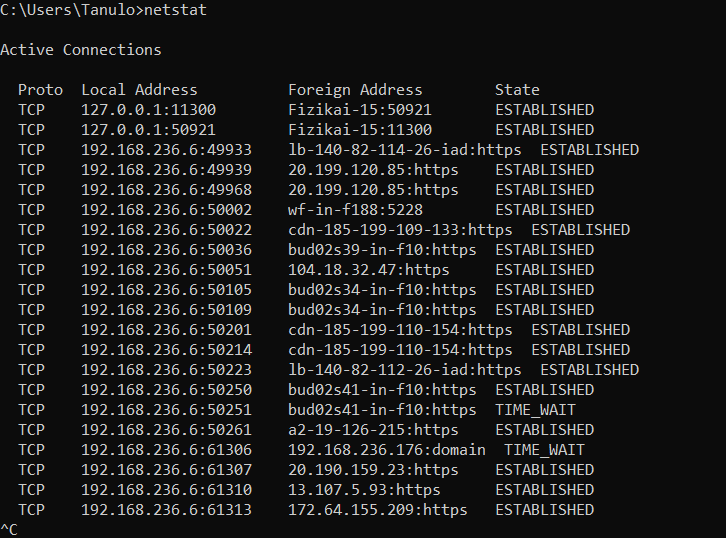 C:\Users\Tanulo>netstat
Active Connections
Proto  Local Address          Foreign Address        State
TCP    127.0.0.1:11300        Fizikai-15:50921       ESTABLISHED
TCP    127.0.0.1:50921        Fizikai-15:11300       ESTABLISHED
TCP    192.168.236.6:49933    lb-140-82-114-26-iad:https  ESTABLISHED
TCP    192.168.236.6:49939    20.199.120.85:https    ESTABLISHED
TCP    192.168.236.6:49968    20.199.120.85:https    ESTABLISHED
TCP    192.168.236.6:50002    wf-in-f188:5228        ESTABLISHED
TCP    192.168.236.6:50022    cdn-185-199-109-133:https  ESTABLISHED
TCP    192.168.236.6:50036    bud02s39-in-f10:https  ESTABLISHED
TCP    192.168.236.6:50051    104.18.32.47:https     ESTABLISHED
TCP    192.168.236.6:50105    bud02s34-in-f10:https  ESTABLISHED
TCP    192.168.236.6:50109    bud02s34-in-f10:https  ESTABLISHED
TCP    192.168.236.6:50201    cdn-185-199-110-154:https  ESTABLISHED
TCP    192.168.236.6:50214    cdn-185-199-110-154:https  ESTABLISHED
TCP    192.168.236.6:50223    lb-140-82-112-26-iad:https  ESTABLISHED
TCP    192.168.236.6:50250    bud02s41-in-f10:https  ESTABLISHED
TCP    192.168.236.6:50251    bud02s41-in-f10:https  TIME_WAIT
TCP    192.168.236.6:50261    a2-19-126-215:https    ESTABLISHED
TCP    192.168.236.6:61306    192.168.236.176:domain  TIME_WAIT
TCP    192.168.236.6:61307    20.190.159.23:https    ESTABLISHED
TCP    192.168.236.6:61310    13.107.5.93:https      ESTABLISHED
TCP    192.168.236.6:61313    172.64.155.209:https   ESTABLISHED
^C